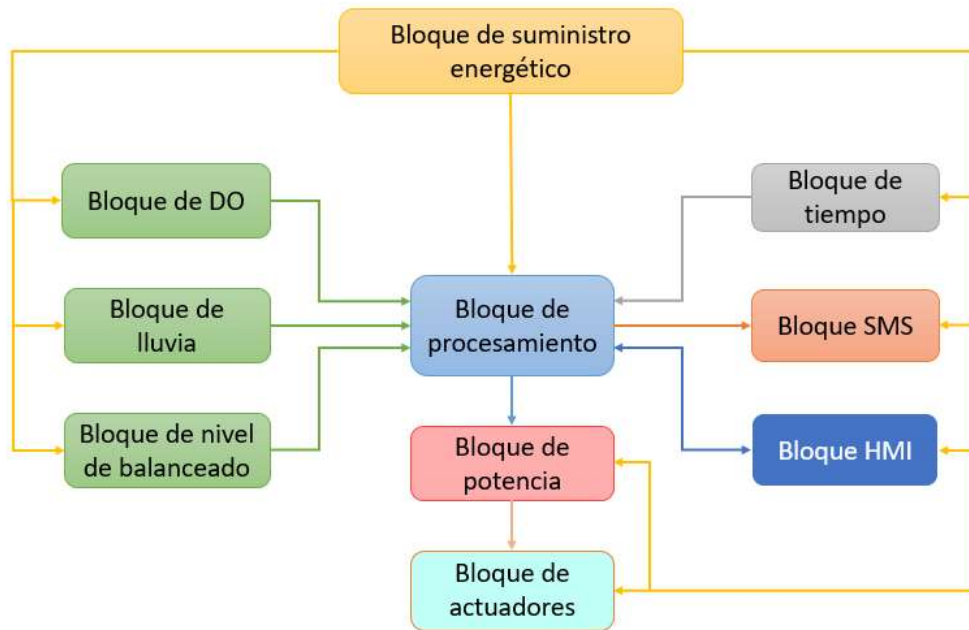 Bloque de suministro
energético
Bloque de DO
Bloque de
tiempo
Bloque de
lluvia
Bloque de
procesamiento
Bloque SMS
Bloque de nivel
de balanceado
Bloque de
potencia
Bloque HMI
Bloque de
actuadores